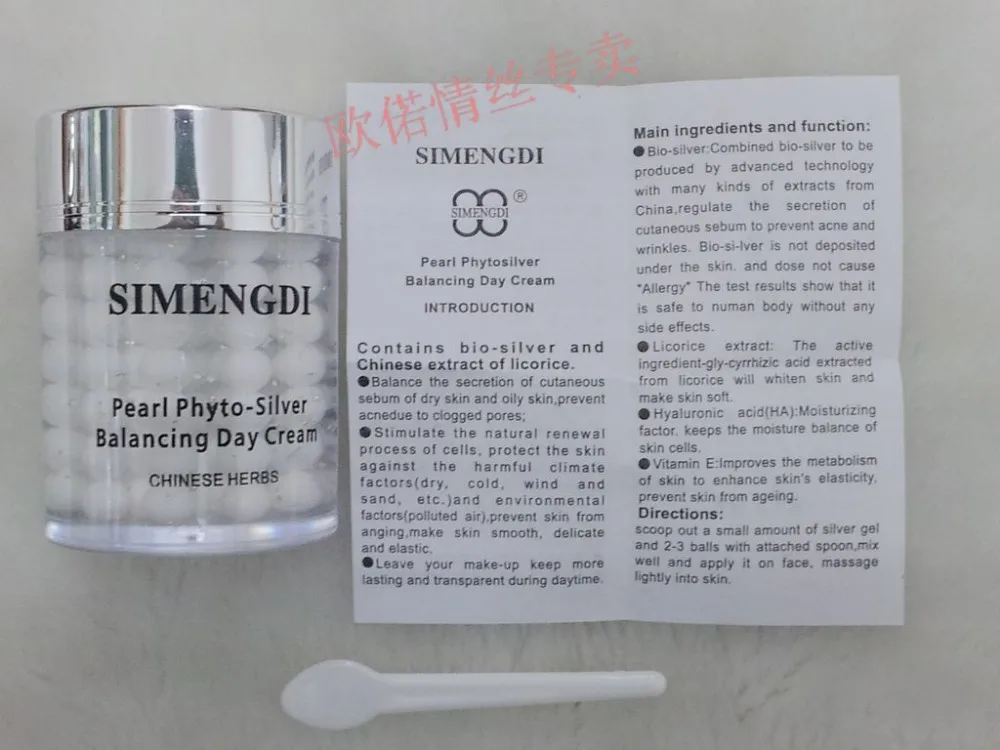 欧偌情丝专卖
SIMENGDI
Pearl Phyto-Silver
Balancing Day Cream
CHINESE HERBS
SIMENGDI
SIMENGDI ®
Pearl Phytosilver
Balancing Day Cream
INTRODUCTION
Contains bio-silver and
Chinese extract of licorice.
●Balance the secretion of cutaneous
sebum of dry skin and oily skin,prevent
acnedue to clogged pores;
●Stimulate the natural renewal
process of cells, protect the skin
against the harmful climate
factors(dry, cold, wind and
sand, etc.)and environmental
factors(polluted air),prevent skin from
anging,make skin smooth, delicate
and elastic.
●Leave your make-up keep more
lasting and transparent during daytime.
Main ingredients and function:
●Bio-silver:Combined bio-silver to be
produced by advanced technology
with many kinds of extracts from
China,regulate the secretion of
cutaneous sebum to prevent acne and
wrinkles. Bio-si-lver is not deposited
under the skin. and dose not cause
"Allergy" The test results show that it
is safe to numan body without any
side effects.
●Licorice extract: The active
ingredient-gly-cyrrhizic acid extracted
from licorice will whiten skin and
make skin soft.
●Hyaluronic acid(HA):Moisturizing
factor. keeps the moisture balance of
skin cells.
●Vitamin E:Improves the metabolism
of skin to enhance skin's elasticity,
prevent skin from ageing.
Directions:
scoop out a small amount of silver gel
and 2-3 balls with attached spoon,mix
well and apply it on face, massage
lightly into skin.